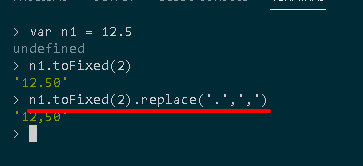 > var n1 = 12.5
undefined
> n1.toFixed(2)
'12.50'
> n1.toFixed(2).replace('.',',')
'12,50'
>